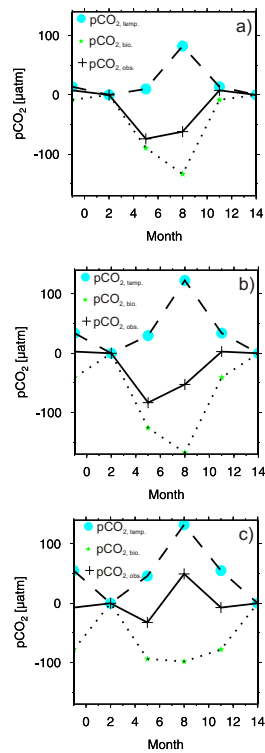 pCO2, temp. a)
100
pCO2, bio.
pCO2, obs.
0
pCO2 [µatm]
-100
0 2 4 6 8 10 12 14
Month
pCO2, temp. b)
100
pCO2, bio.
pCO2, obs.
0
pCO2 [µatm]
-100
0 2 4 6 8 10 12 14
Month
pCO2, temp. c)
100
pCO2, bio.
pCO2, obs.
0
pCO2 [µatm]
-100
0 2 4 6 8 10 12 14
Month